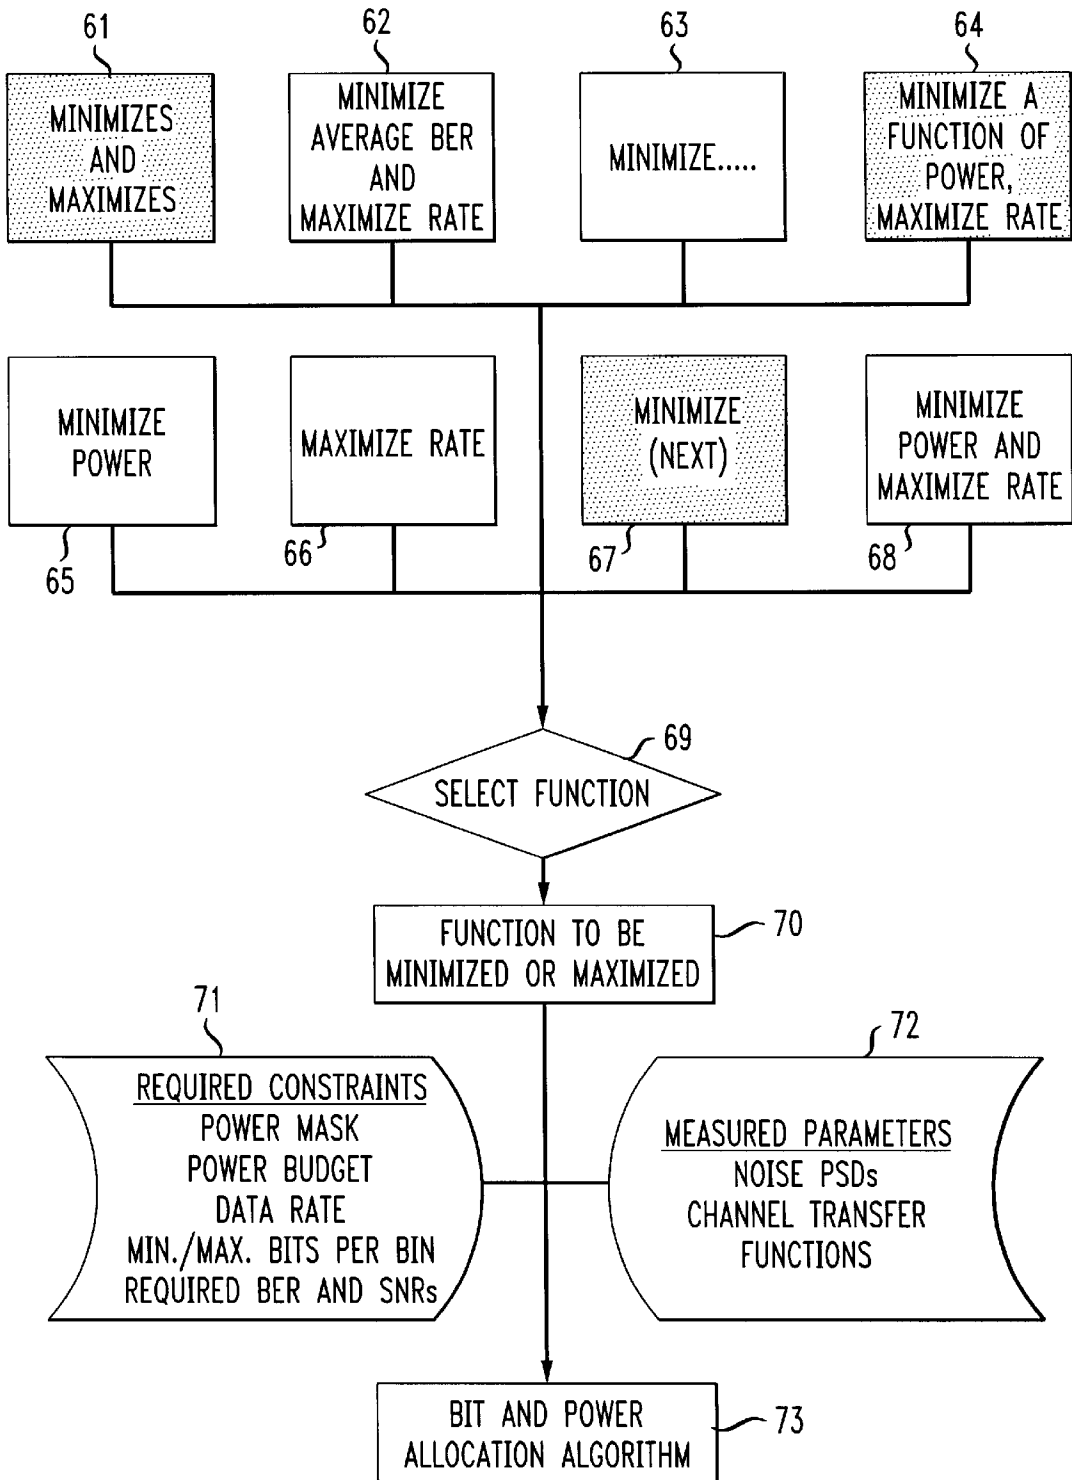 61
62
63
64
MINIMIZES
AND
MAXIMIZES
MINIMIZE
AVERAGE BER
AND
MAXIMIZE RATE
MINIMIZE.....
MINIMIZE A
FUNCTION OF
POWER,
MAXIMIZE RATE
MINIMIZE
POWER
MAXIMIZE RATE
MINIMIZE
(NEXT)
MINIMIZE
POWER AND
MAXIMIZE RATE
65
66
67
68
69
SELECT FUNCTION
FUNCTION TO BE
MINIMIZED OR MAXIMIZED
70
71
REQUIRED CONSTRAINTS
POWER MASK
POWER BUDGET
DATA RATE
MIN./MAX. BITS PER BIN
REQUIRED BER AND SNRs
72
MEASURED PARAMETERS
NOISE PSDs
CHANNEL TRANSFER
FUNCTIONS
BIT AND POWER
ALLOCATION ALGORITHM
73